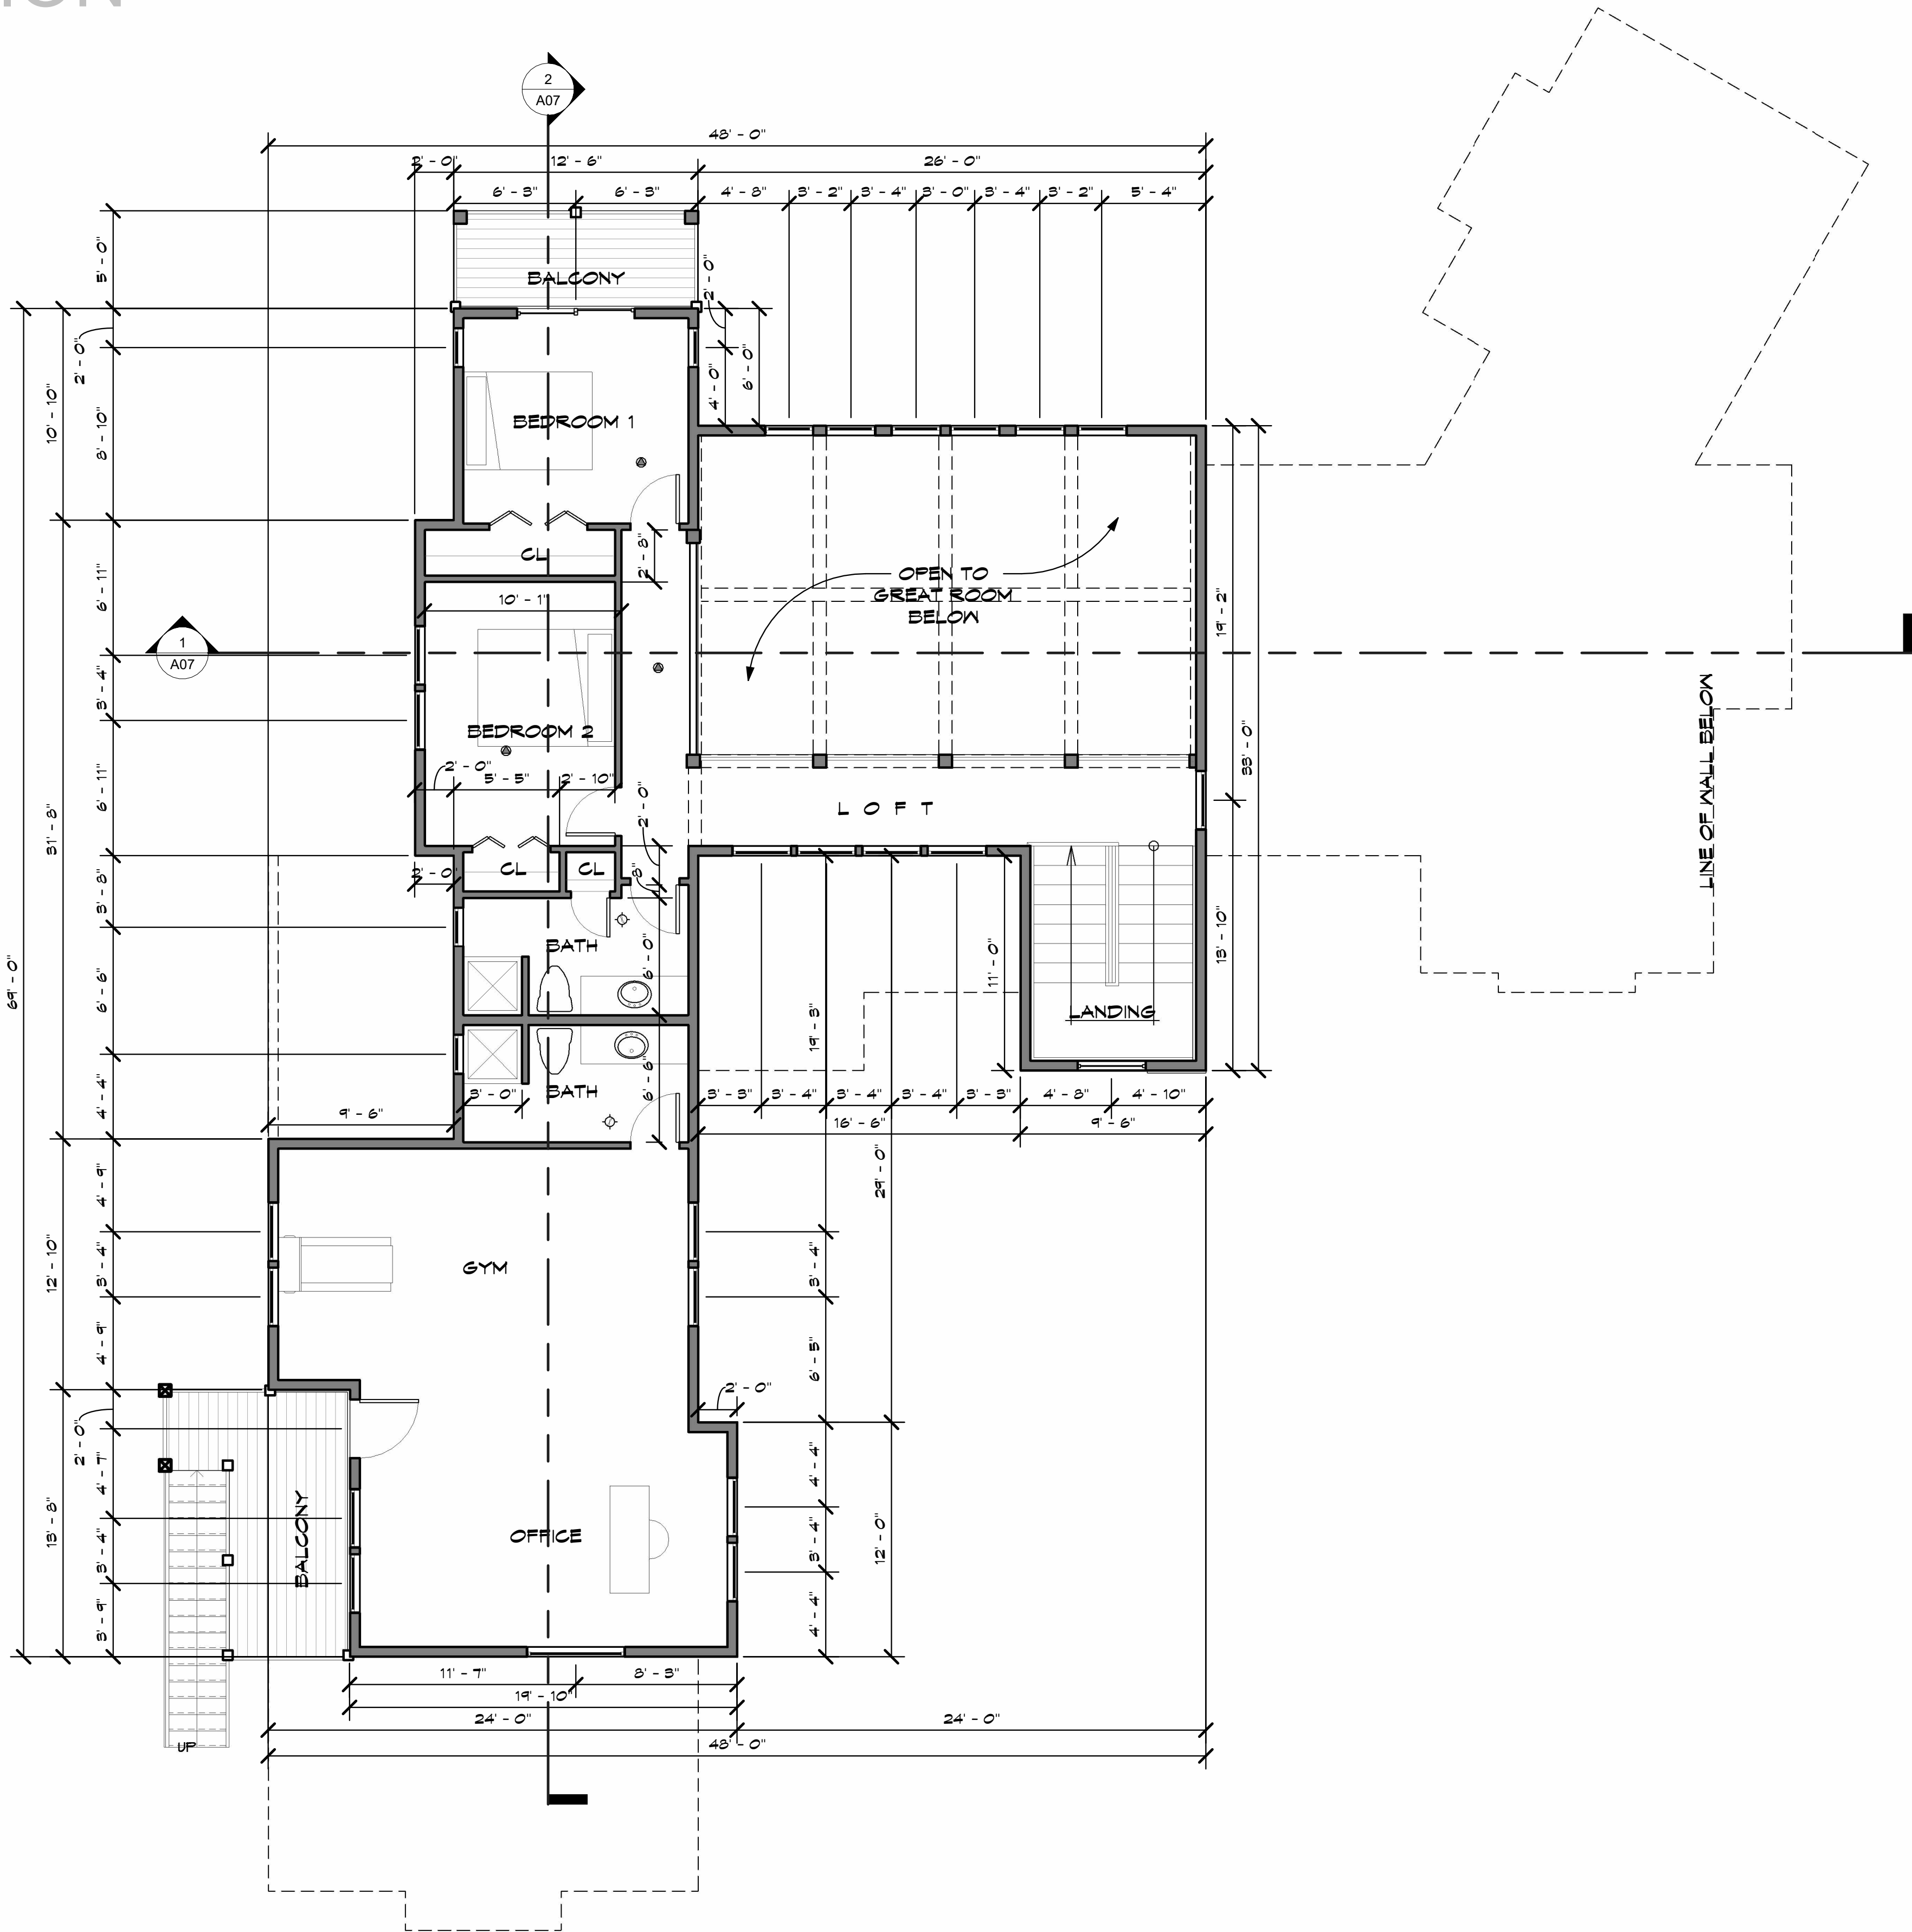 2
A07
48' - 0"
2' - 0"
12' - 6"
26' - 0"
6' - 3"
6' - 3"
4' - 8"
3' - 2"
3' - 4"
3' - 0"
3' - 4"
3' - 2"
5' - 4"
5' - 0"
BALCONY
2' - 0"
2' - 0"
4' - 0"
6' - 0"
10' - 10"
8' - 10"
BEDROOM 1
CL
2' - 8"
6' - 11"
OPEN TO
GREAT ROOM
BELOW
10' - 1"
19' - 2"
1
A07
3' - 4"
BEDROOM 2
LINE OF WALL BELOW
33' - 0"
2' - 0"
5' - 5"
2' - 10"
6' - 11"
31' - 8"
2' - 0"
LOFT
2' - 0"
CL
CL
8"
3' - 8"
69' - 0"
BATH
6' - 0"
11' - 0"
13' - 10"
6' - 6"
LANDING
19' - 3"
BATH
3' - 0"
6' - 6"
3' - 3"
3' - 4"
3' - 4"
3' - 4"
3' - 3"
4' - 8"
4' - 10"
4' - 4"
9' - 6"
16' - 6"
9' - 6"
4' - 9"
29' - 0"
12' - 10"
3' - 4"
GYM
3' - 4"
4' - 9"
6' - 5"
2' - 0"
2' - 0"
4' - 7"
4' - 4"
13' - 8"
BALCONY
OFFICE
3' - 4"
3' - 4"
12' - 0"
3' - 9"
4' - 4"
11' - 7"
8' - 3"
19' - 10"
24' - 0"
24' - 0"
UP
48' - 0"